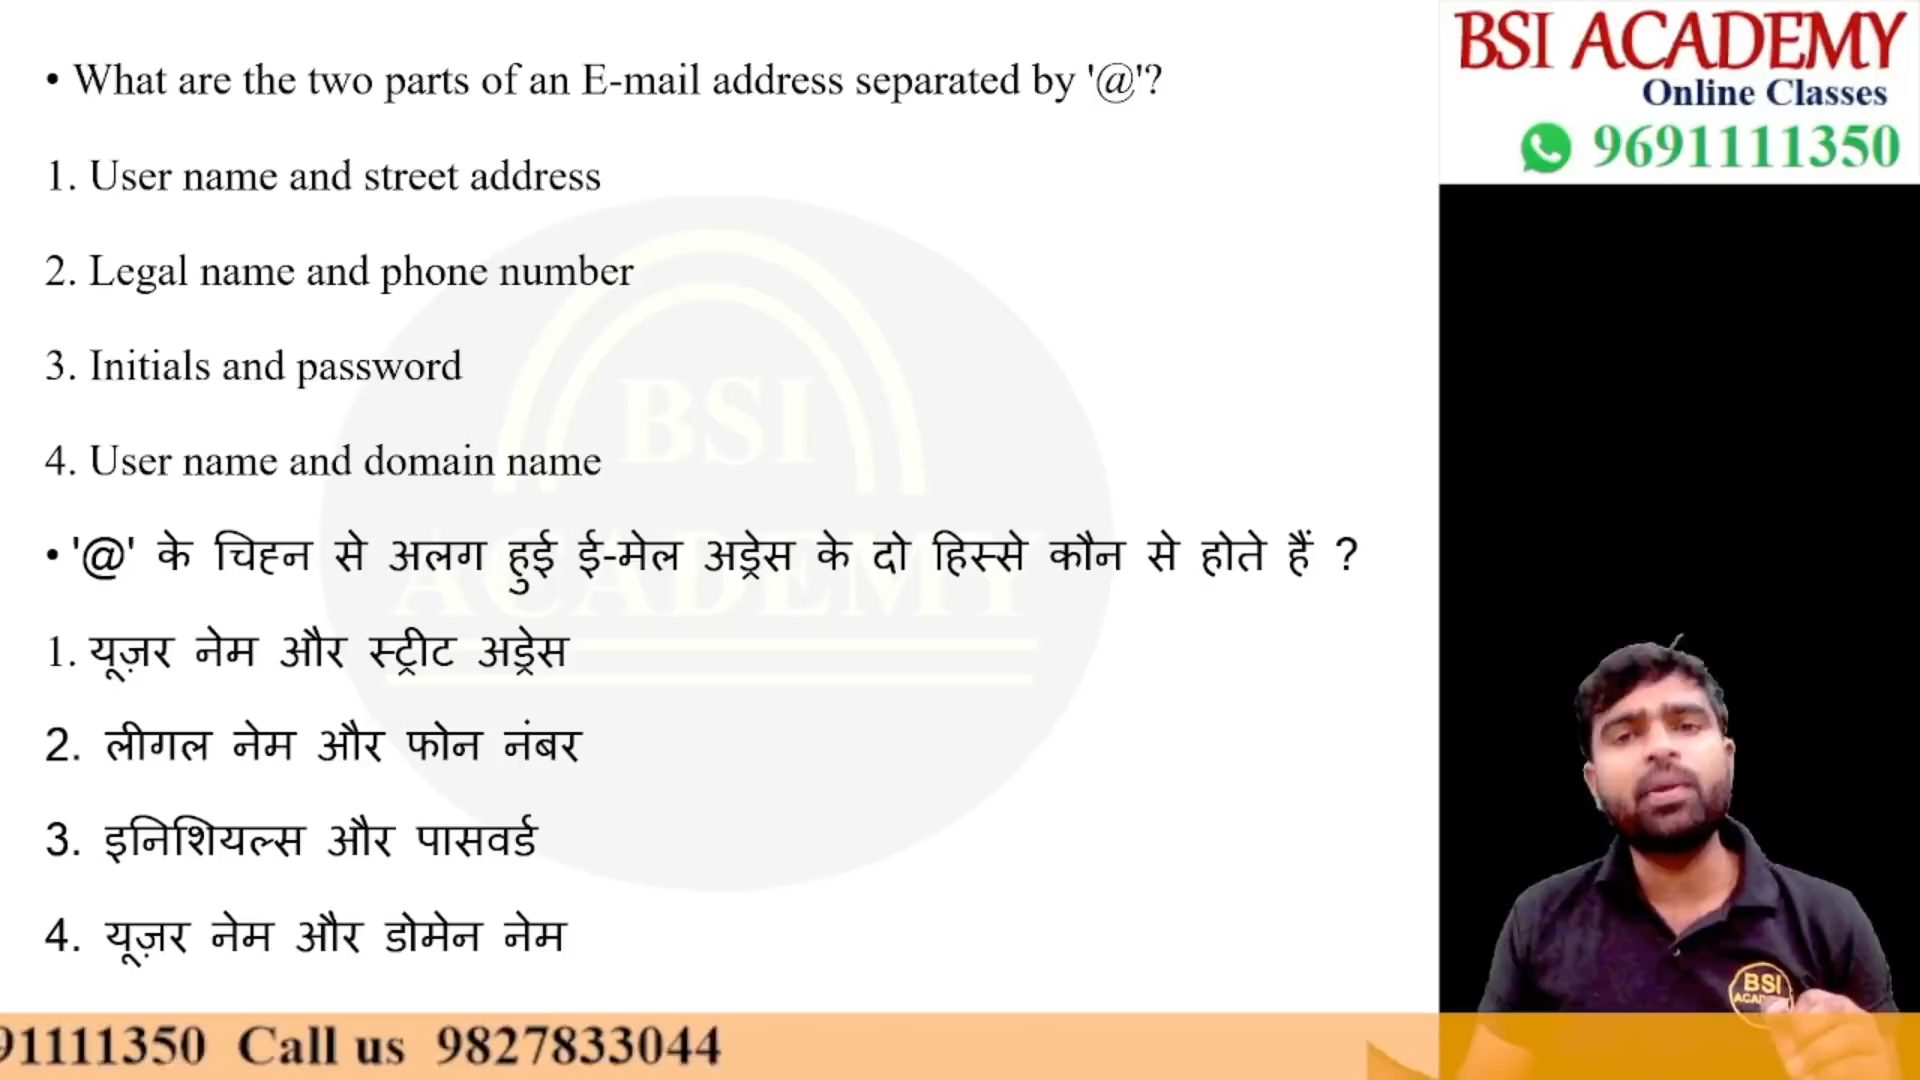 • What are the two parts of an E-mail address separated by '@'?
1. User name and street address
2. Legal name and phone number
3. Initials and password
4. User name and domain name
• '@' के चिह्न से अलग हुई ई-मेल अड्रेस के दो हिस्से कौन से होते हैं ?
1. यूज़र नेम और स्ट्रीट अड्रेस
2. लीगल नेम और फोन नंबर
3. इनिशियल्स और पासवर्ड
4. यूज़र नेम और डोमेन नेम
BSI ACADEMY
Online Classes
9691111350
BSI
ACADEMY
BSI
91111350 Call us 9827833044